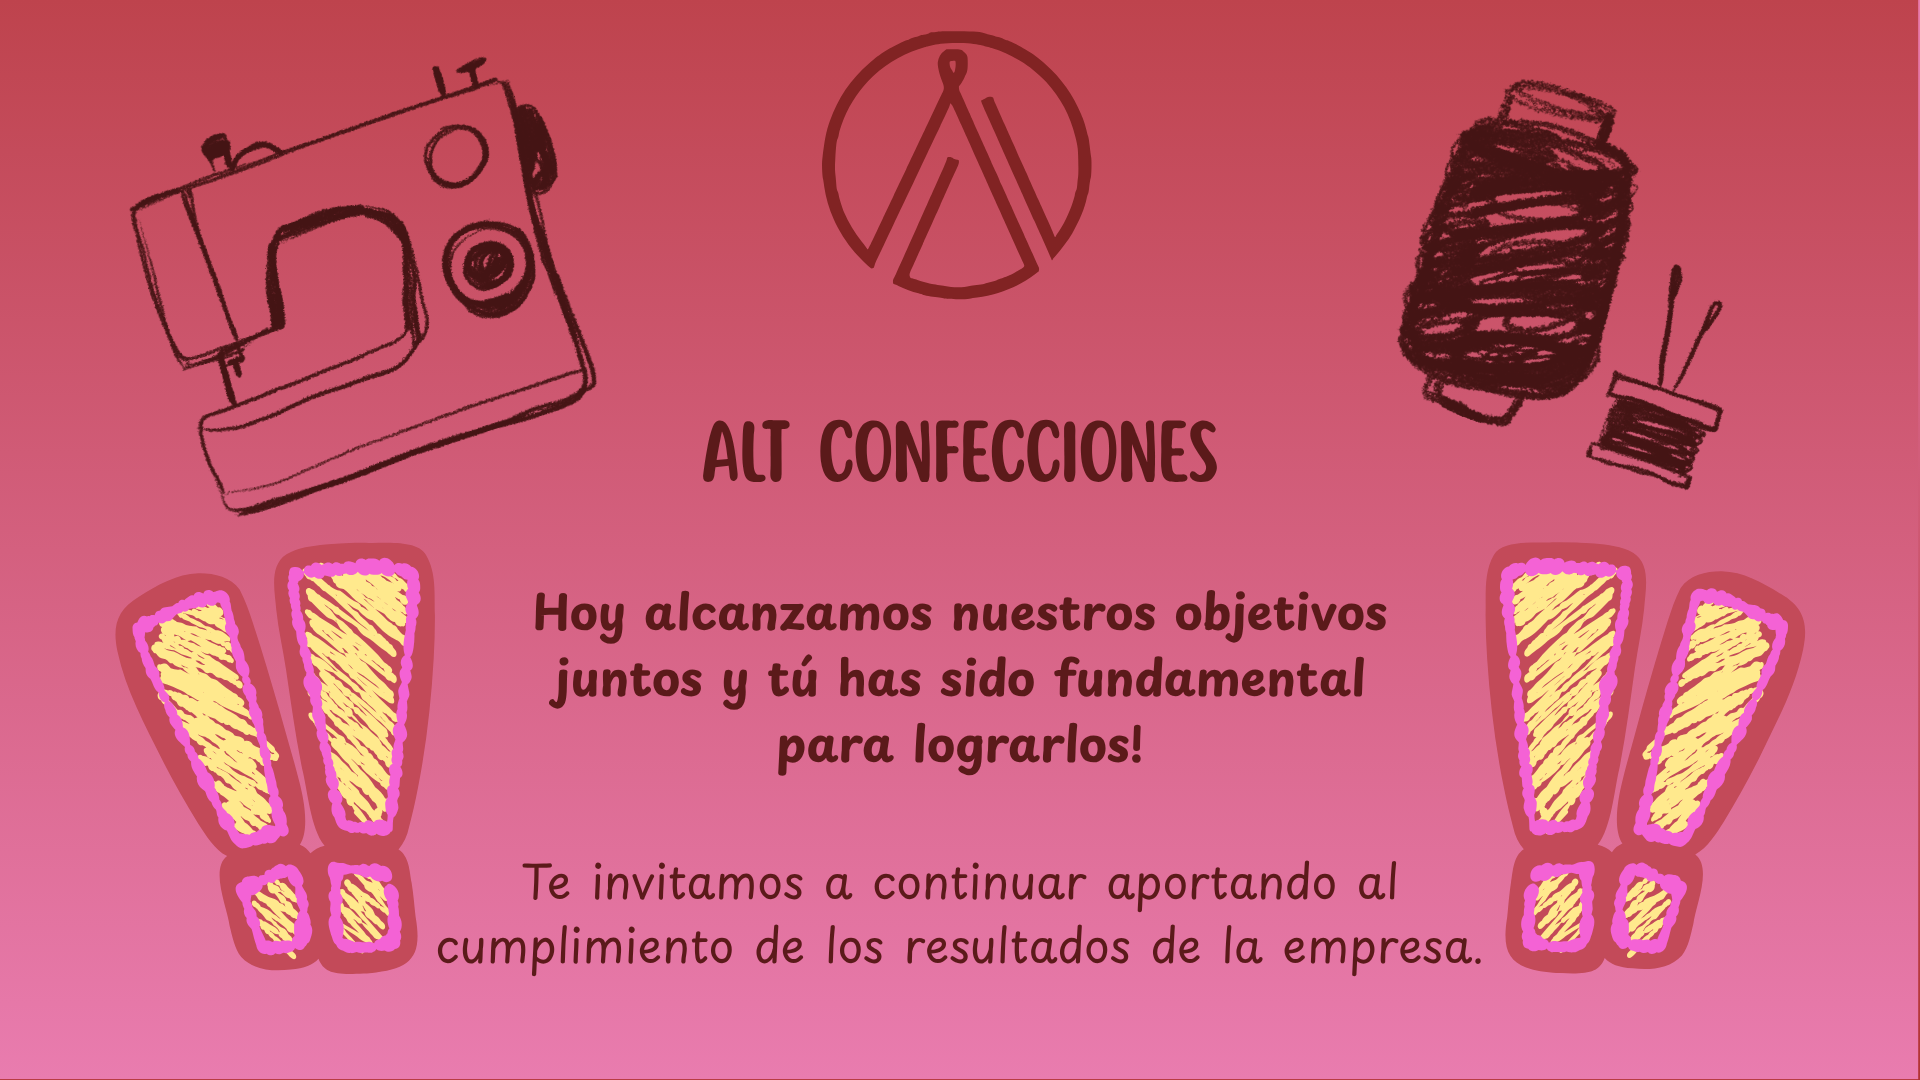 ALT CONFECCIONES
Hoy alcanzamos nuestros objetivos
juntos y tú has sido fundamental
para lograrlos!
Te invitamos a continuar aportando al
cumplimiento de los resultados de la empresa.